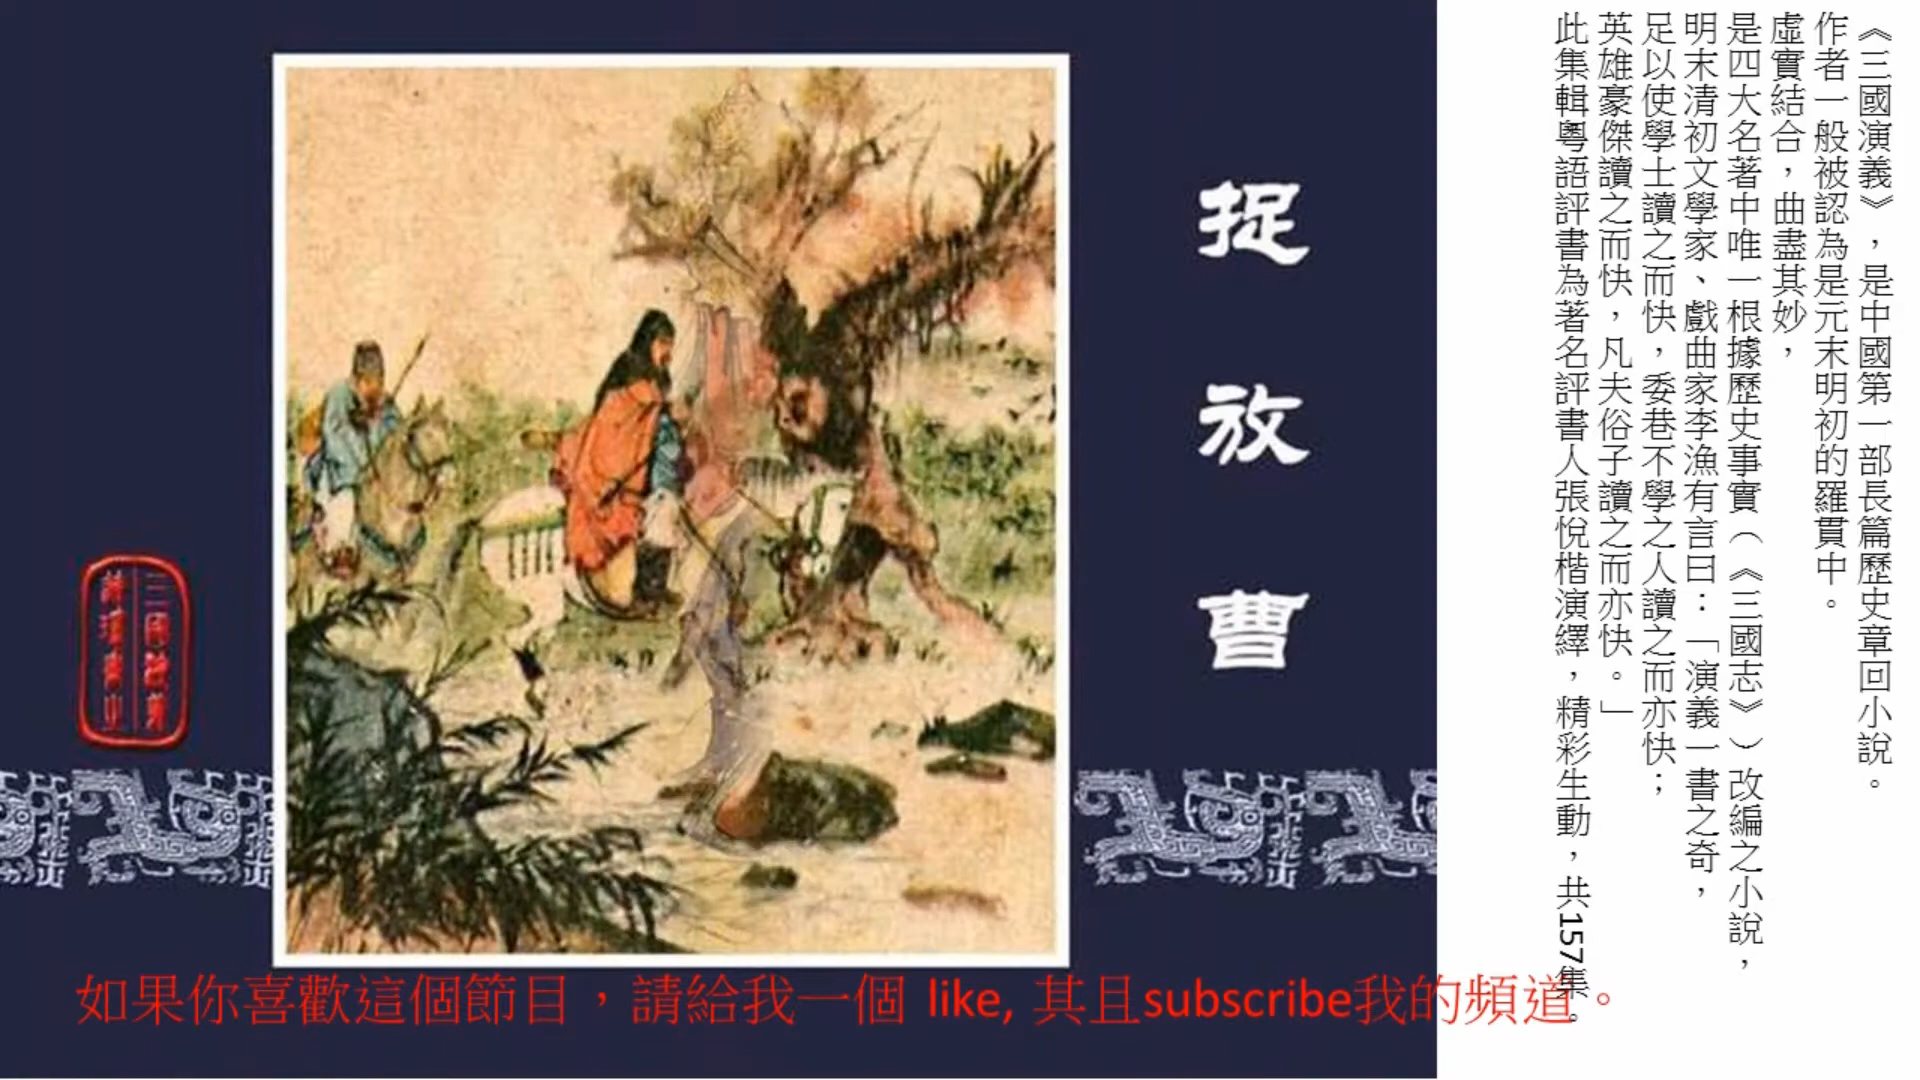 《三國演義》，是中國第一部長篇歷史章回小說。
作者一般被認為是元末明初的羅貫中。
虛實結合，曲盡其妙，
是四大名著中唯一根據歷史事實（《三國志》）改編之小說，
明末清初文學家、戲曲家李漁有言曰：「演義一書之奇，
足以使學士讀之而快，委巷不學之人讀之而亦快；
英雄豪傑讀之而快，凡夫俗子讀之而亦快。」
此集輯粵語評書為著名評書人張悅楷演繹，精彩生動，共157集。
捉放曹
如果你喜歡這個節目，請給我一個 like, 其且subscribe我的頻道。